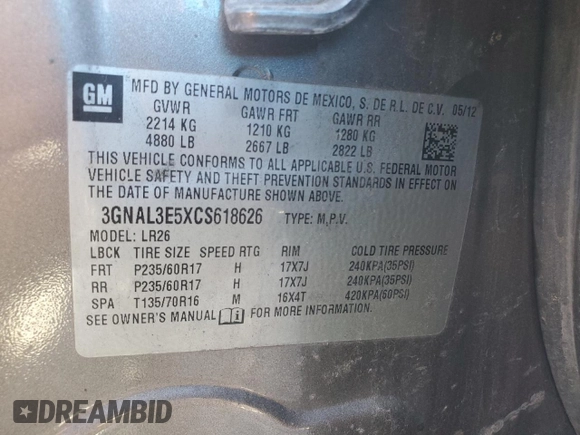 GM
MFD BY GENERAL MOTORS DE MEXICO, S. DE R.L. DE C.V. 05/12
GVWR GAWR FRT GAWR RR
2214 KG 1210 KG 1280 KG
4880 LB 2667 LB 2822 LB
THIS VEHICLE CONFORMS TO ALL APPLICABLE U.S. FEDERAL MOTOR
VEHICLE SAFETY AND THEFT PREVENTION STANDARDS IN EFFECT ON
THE DATE OF MANUFACTURE SHOWN ABOVE.
3GNAL3E5XCS618626 TYPE: M.P.V.
MODEL: LR26
LBCK TIRE SIZE SPEED RTG RIM COLD TIRE PRESSURE
FRT P235/60R17 H 17X7J 240KPA(35PSI)
RR P235/60R17 H 17X7J 240KPA(35PSI)
SPA T135/70R16 M 16X4T 420KPA(60PSI)
SEE OWNER'S MANUAL FOR MORE INFORMATION.
DREAMBID